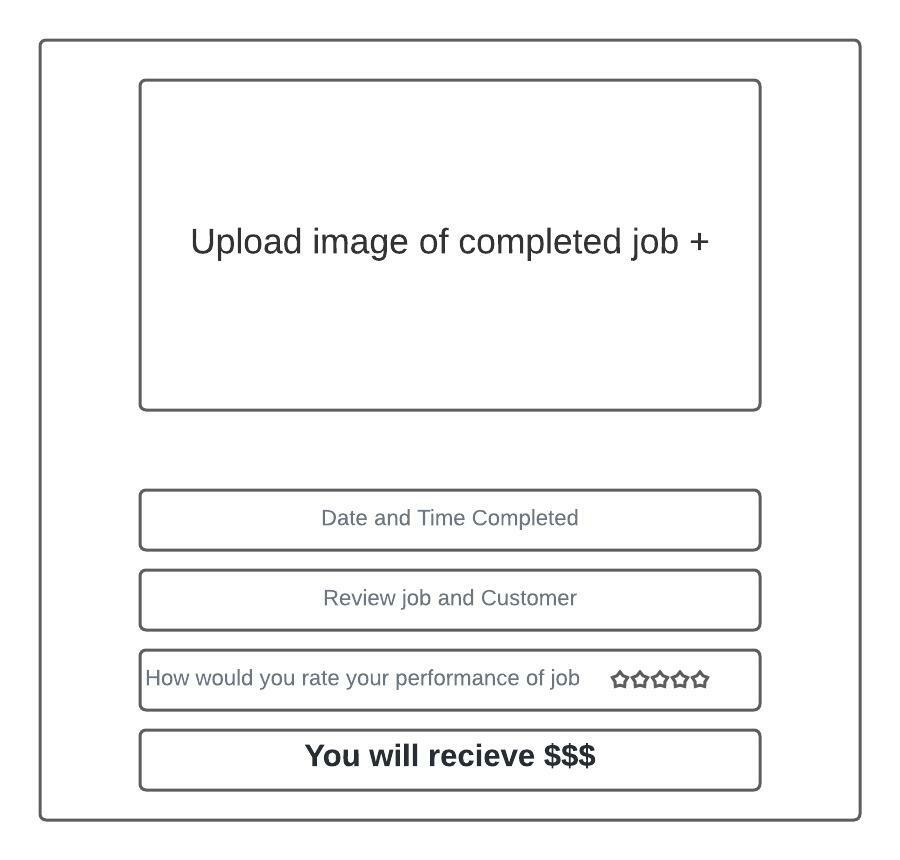 Upload image of completed job +
Date and Time Completed
Review job and Customer
How would you rate your performance of job
You will recieve $$$